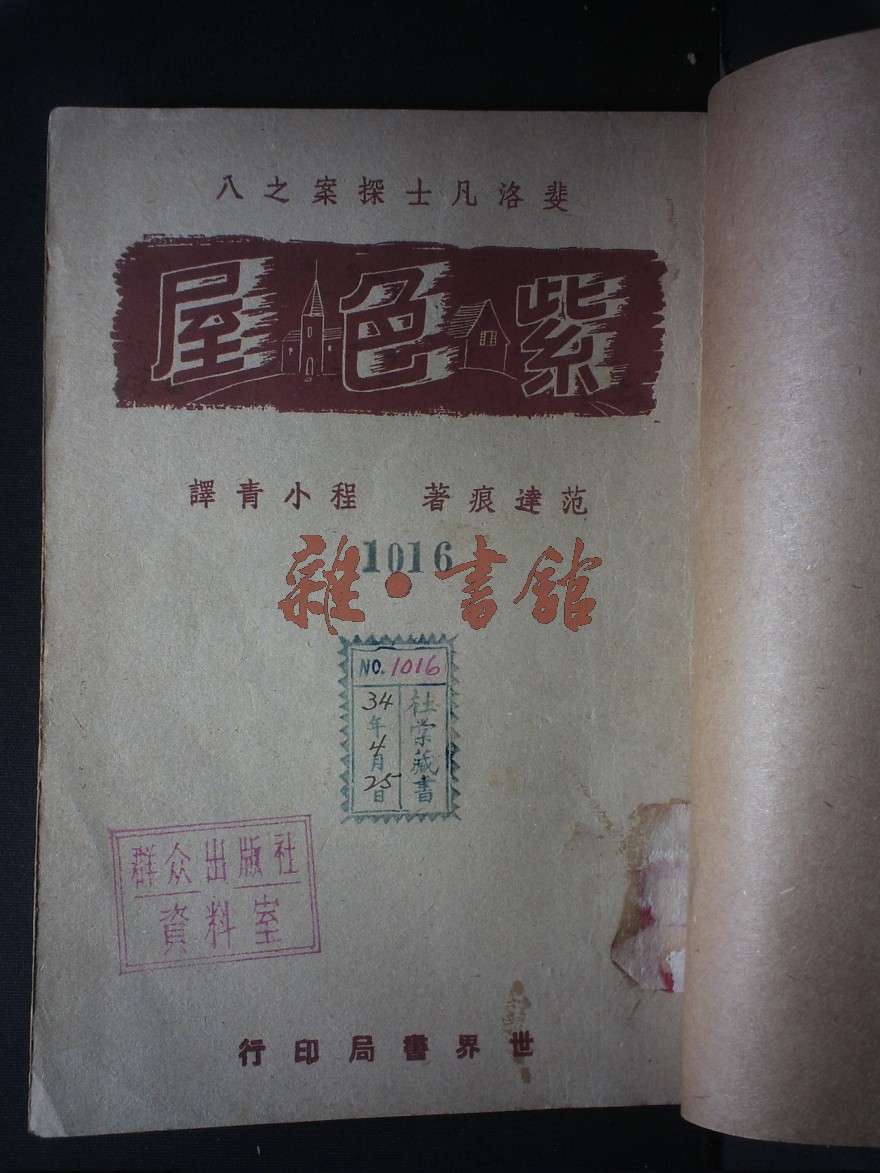 斐洛凡士探案之八
紫色屋
范達痕著 程小青譯
1016
雜·書館
NO. 1016
34年4月25日
藏書
群众出版社
資料室
世界書局印行